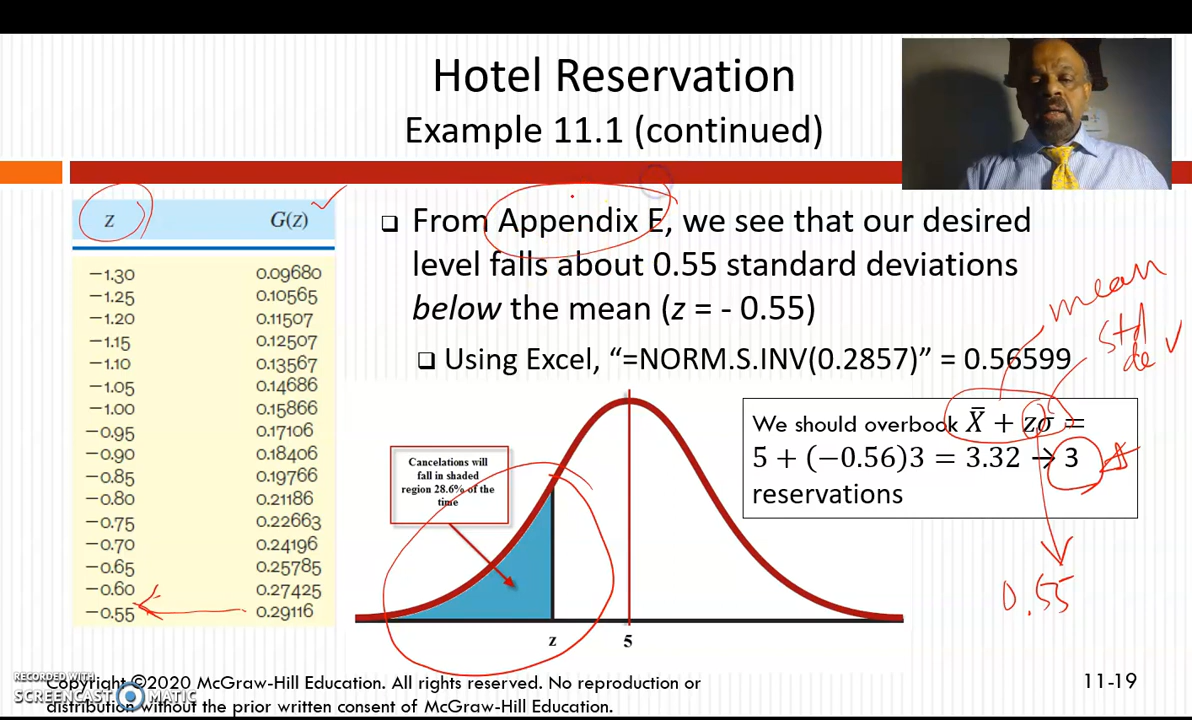 Hotel Reservation
Example 11.1 (continued)
z G(z)
−1.30 0.09680
−1.25 0.10565
−1.20 0.11507
−1.15 0.12507
−1.10 0.13567
−1.05 0.14686
−1.00 0.15866
−0.95 0.17106
−0.90 0.18406
−0.85 0.19766
−0.80 0.21186
−0.75 0.22663
−0.70 0.24196
−0.65 0.25785
−0.60 0.27425
−0.55 0.29116
From Appendix E, we see that our desired
level falls about 0.55 standard deviations
below the mean (z = - 0.55)
Using Excel, “=NORM.S.INV(0.2857)” = 0.56599
mean
std
dev
Cancelations will
fall in shaded
region 28.6% of the
time
z 5
We should overbook X̄ + zσ =
5 + (−0.56)3 = 3.32 → 3
reservations
0.55
RECORDED WITH
SCREENCAST MATIC
Copyright ©2020 McGraw-Hill Education. All rights reserved. No reproduction or
distribution without the prior written consent of McGraw-Hill Education.
11-19